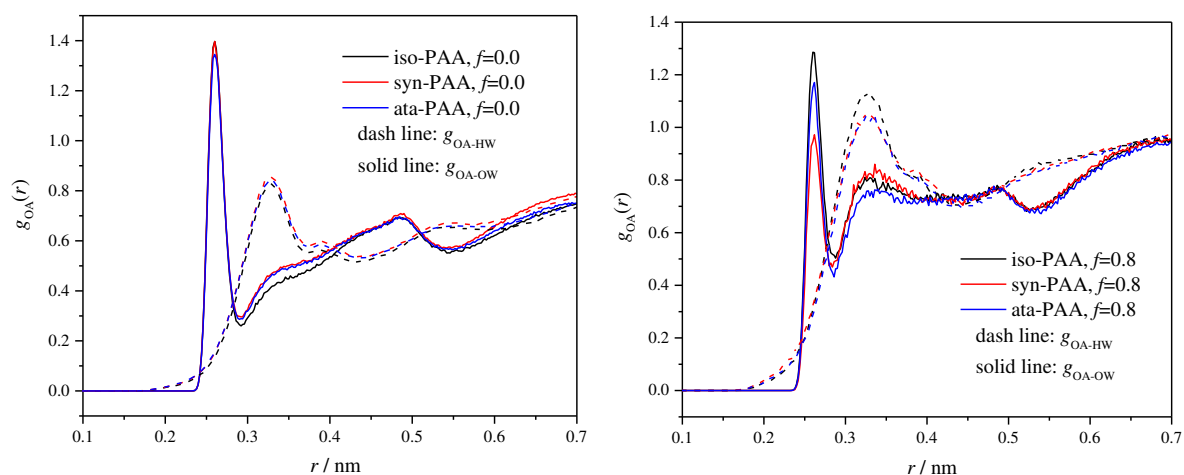 1.4
1.2
1.0
0.8
0.6
0.4
0.2
0.0
g_OA(r)
iso-PAA, f=0.0
syn-PAA, f=0.0
ata-PAA, f=0.0
dash line: g_OA-HW
solid line: g_OA-OW
0.1 0.2 0.3 0.4 0.5 0.6 0.7
r / nm
1.4
1.2
1.0
0.8
0.6
0.4
0.2
0.0
g_OA(r)
iso-PAA, f=0.8
syn-PAA, f=0.8
ata-PAA, f=0.8
dash line: g_OA-HW
solid line: g_OA-OW
0.1 0.2 0.3 0.4 0.5 0.6 0.7
r / nm